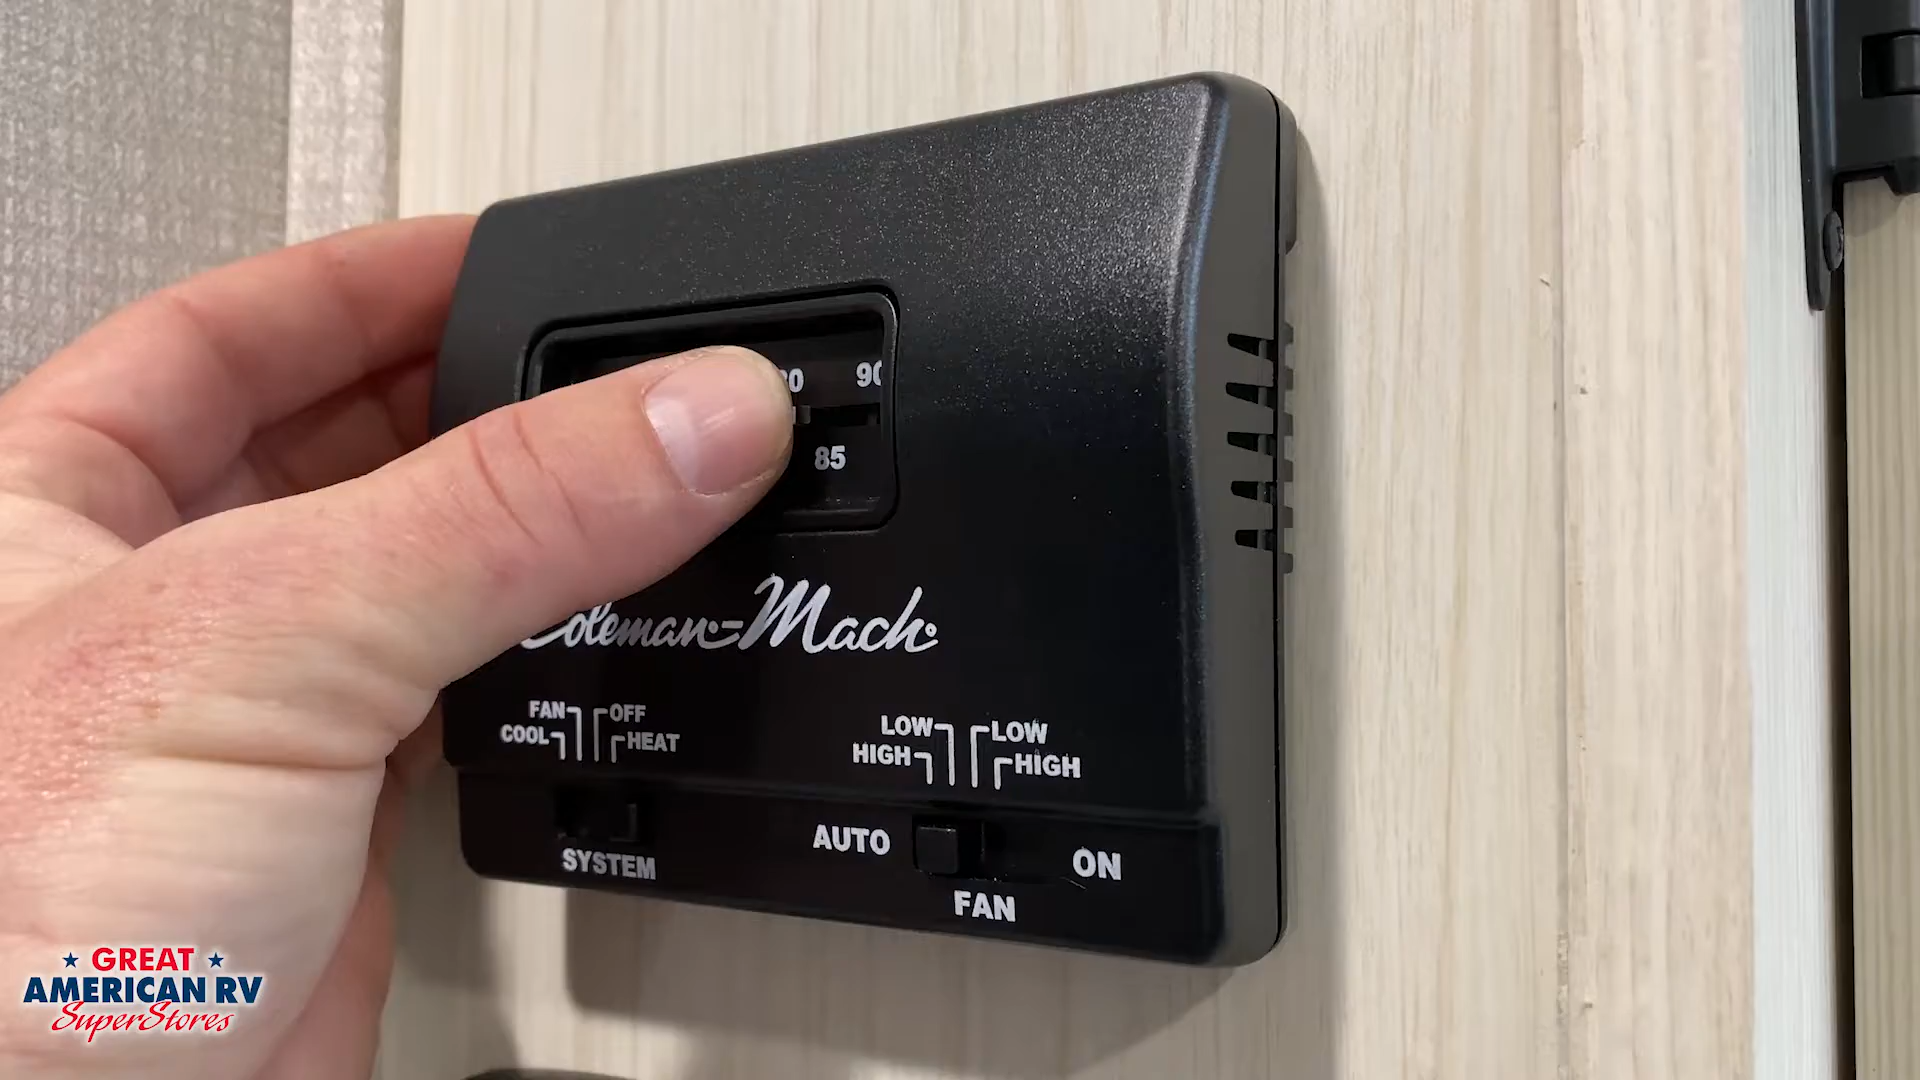 90
85
Coleman-Mach
FAN OFF
COOL HEAT
LOW LOW
HIGH HIGH
AUTO ON
SYSTEM
FAN
GREAT
AMERICAN RV
SuperStores